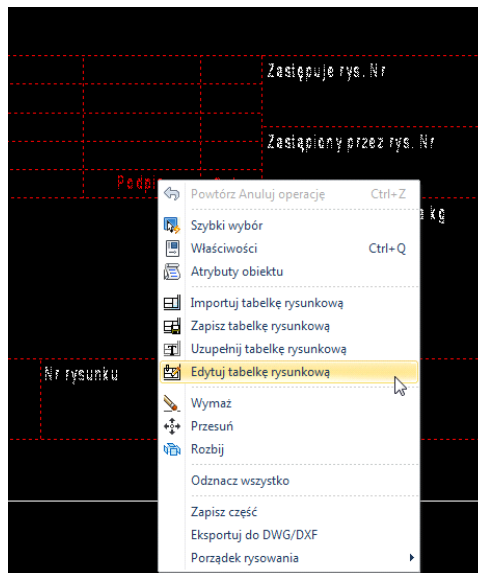 Zastępuje rys. Nr
Zastąpiony przez rys. Nr
Podpi
kg
Powtórz Anuluj operację Ctrl+Z
Szybki wybór
Właściwości Ctrl+Q
Atrybuty obiektu
Importuj tabelkę rysunkową
Zapisz tabelkę rysunkową
Uzupełnij tabelkę rysunkową
Nr rysunku
Edytuj tabelkę rysunkową
Wymaż
Przesuń
Rozbij
Odznacz wszystko
Zapisz część
Eksportuj do DWG/DXF
Porządek rysowania